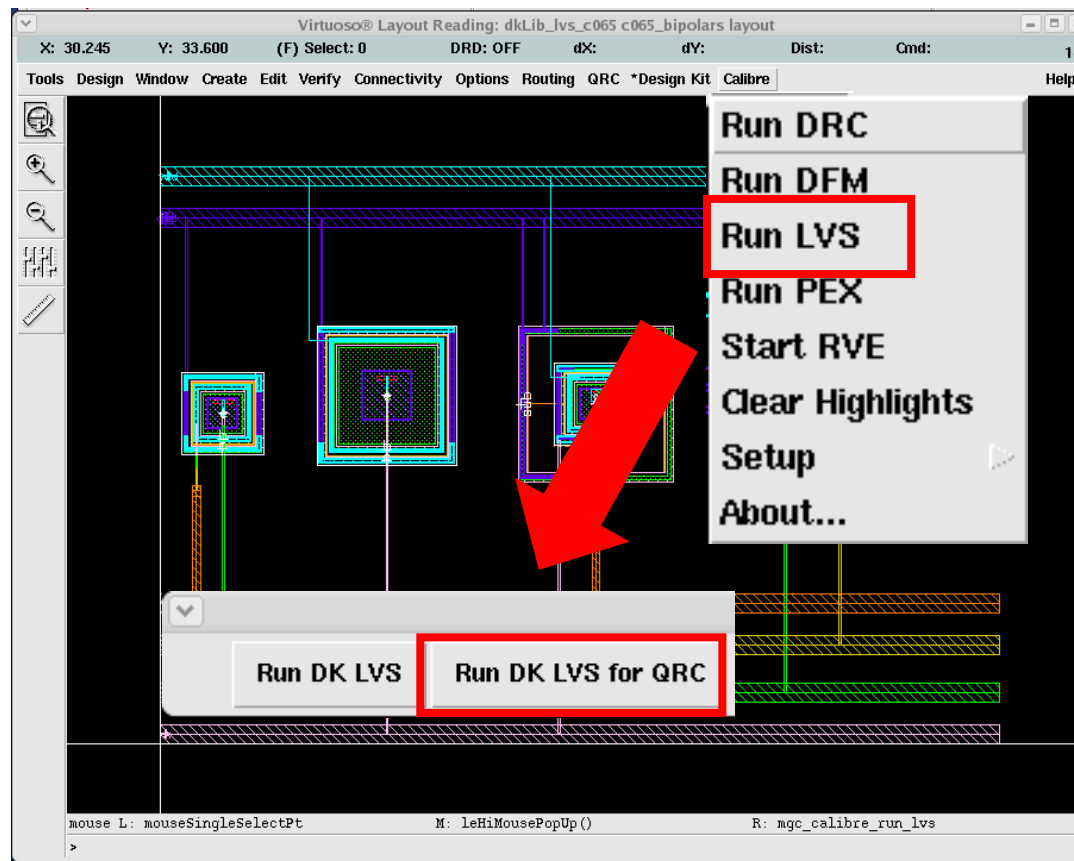 Virtuoso® Layout Reading: dkLib_lvs_c065 c065_bipolars layout
X: 30.245 Y: 33.600 (F) Select: 0 DRD: OFF dX: dY: Dist: Cmd: 1
Tools Design Window Create Edit Verify Connectivity Options Routing QRC *Design Kit Calibre Help
Run DRC
Run DFM
Run LVS
Run PEX
Start RVE
Clear Highlights
Setup
About...
Run DK LVS Run DK LVS for QRC
mouse L: mouseSingleSelectPt M: leHiMousePopUp() R: mgc_calibre_run_lvs
>